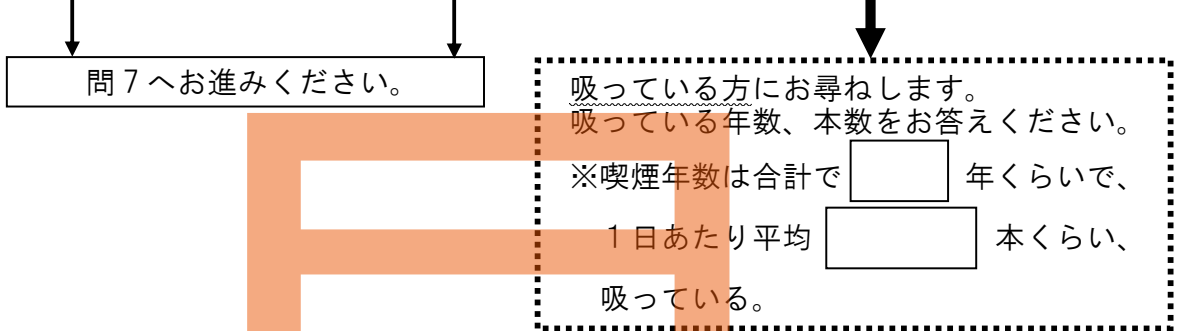 問７へお進みください。
吸っている方にお尋ねします。
吸っている年数、本数をお答えください。
※喫煙年数は合計で　　　年くらいで、
１日あたり平均　　　　本くらい、
吸っている。